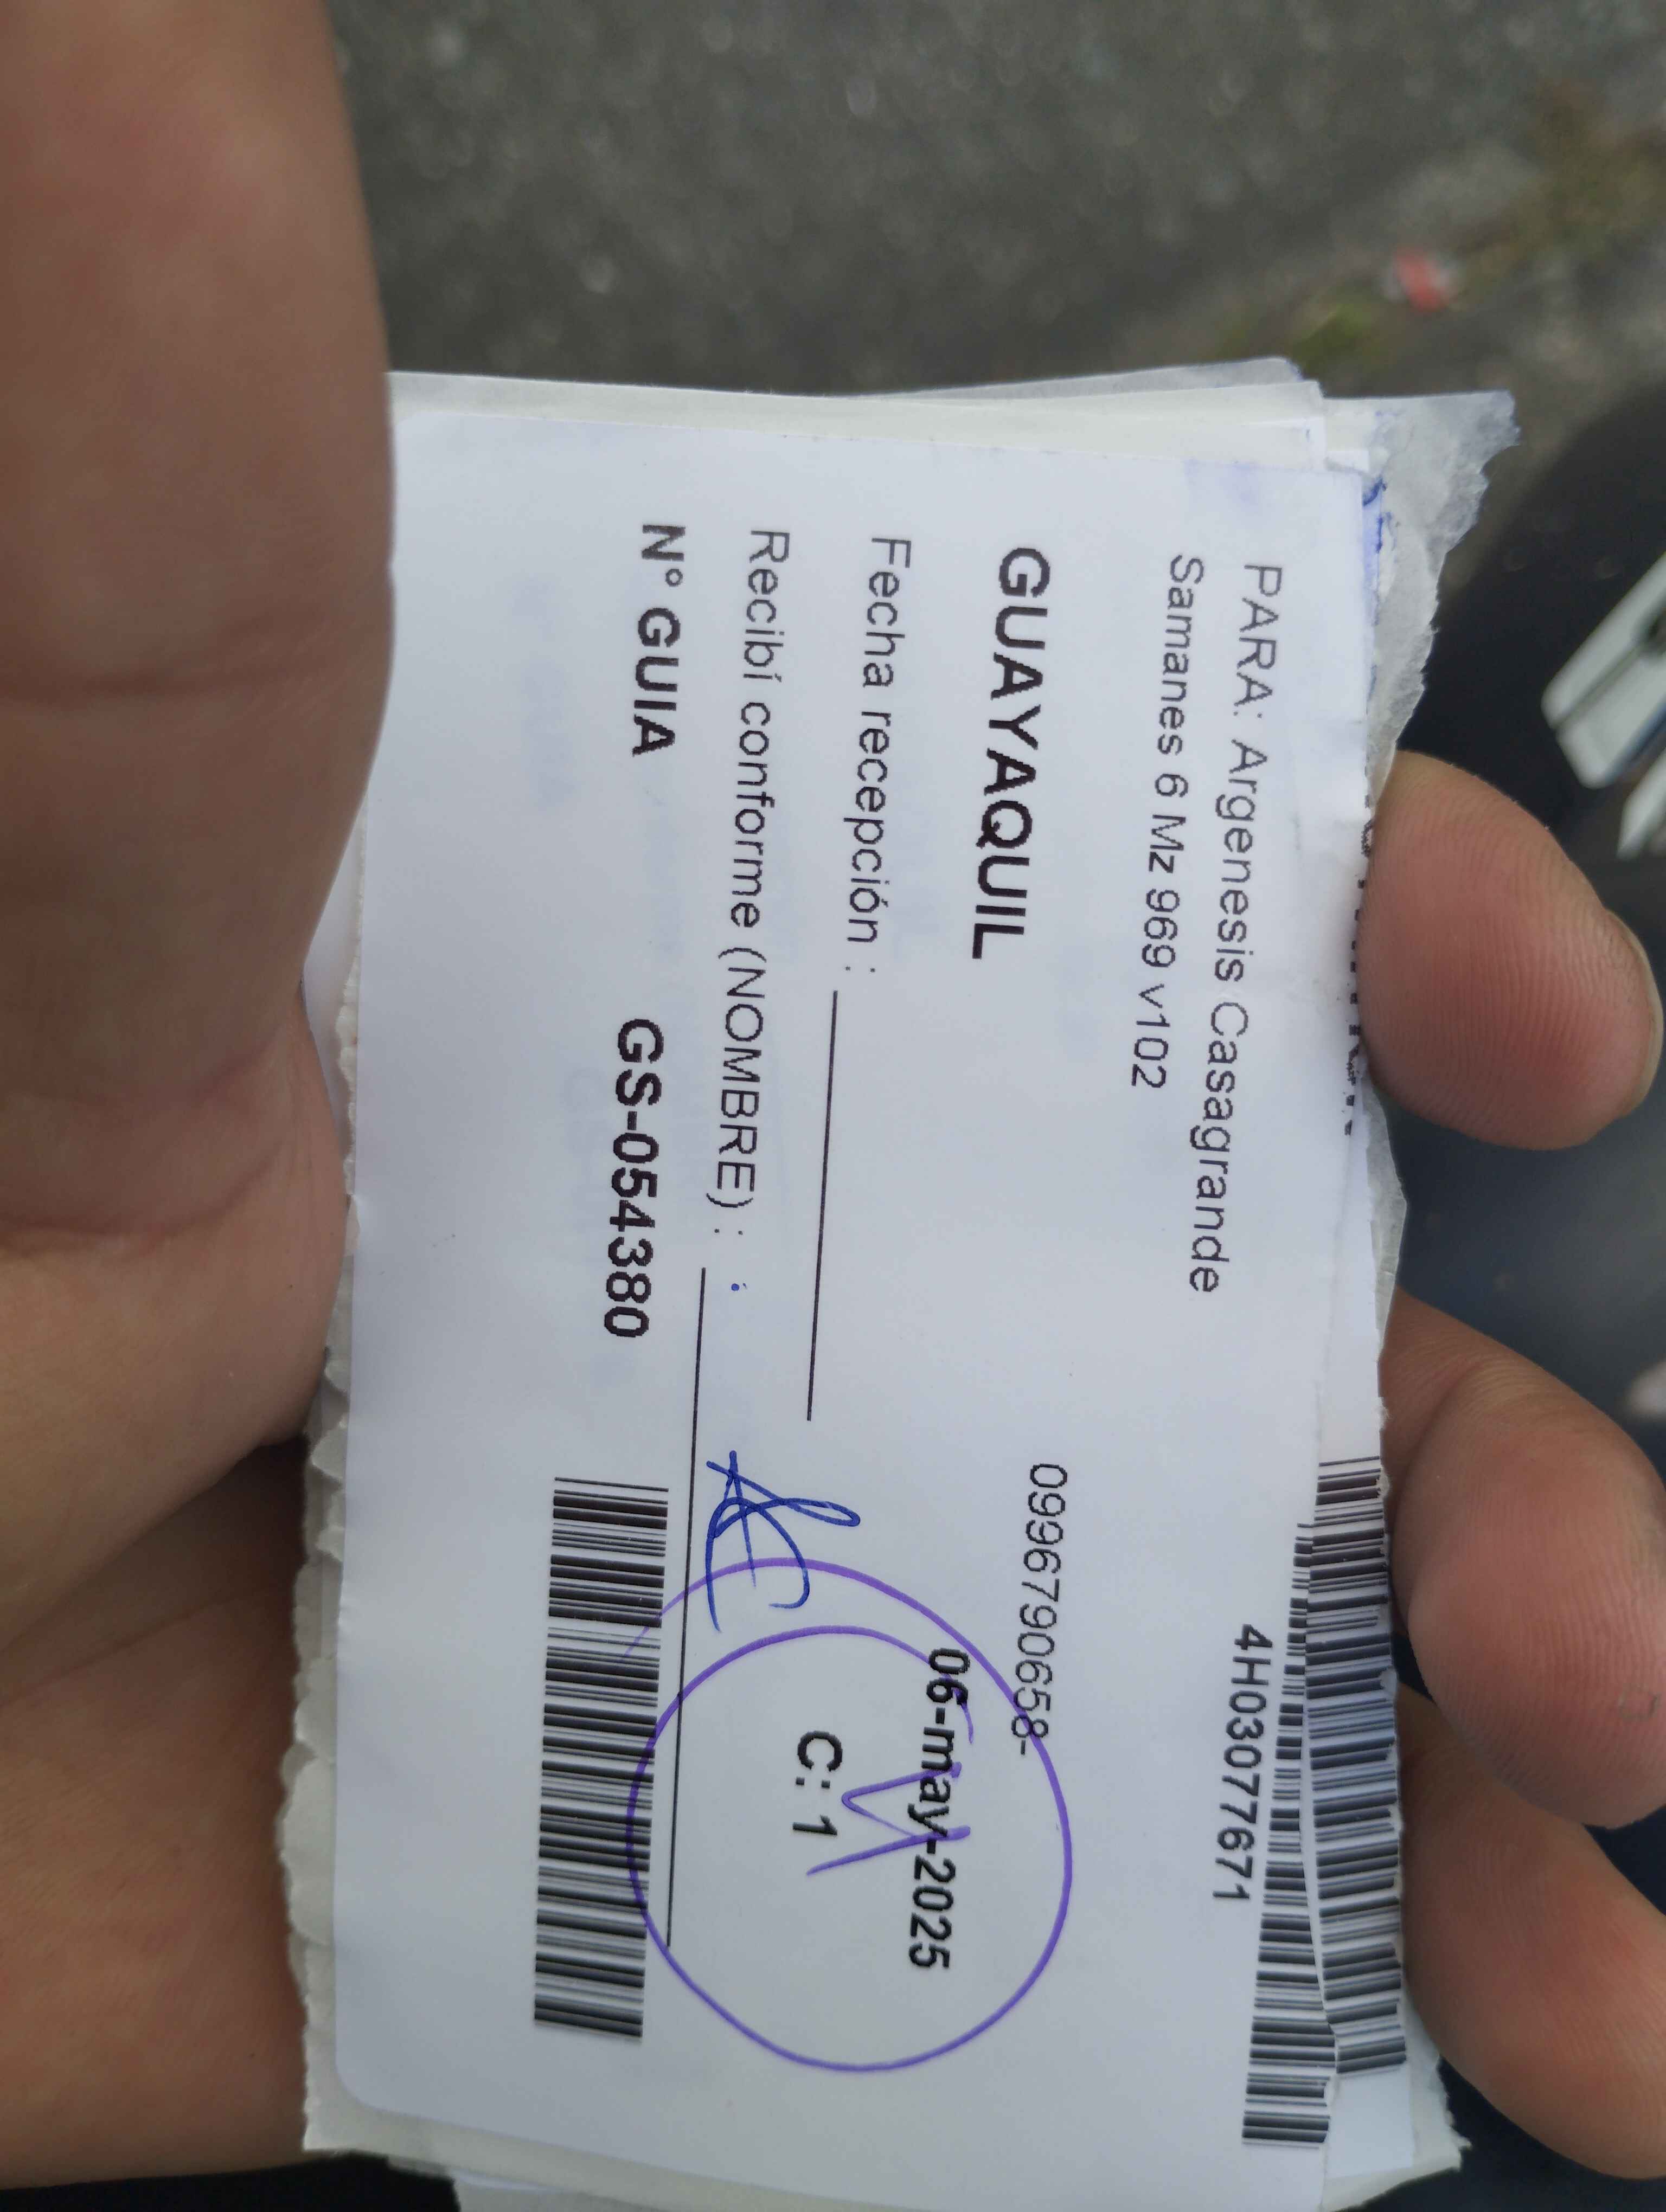 4H03077671
PARA: Argenesis Casagrande
Samanes 6 Mz 969 v102
0996790658-
GUAYAQUIL
06-may-2025
Fecha recepción :
C: 1
Recibí conforme (NOMBRE) :
N° GUIA GS-054380